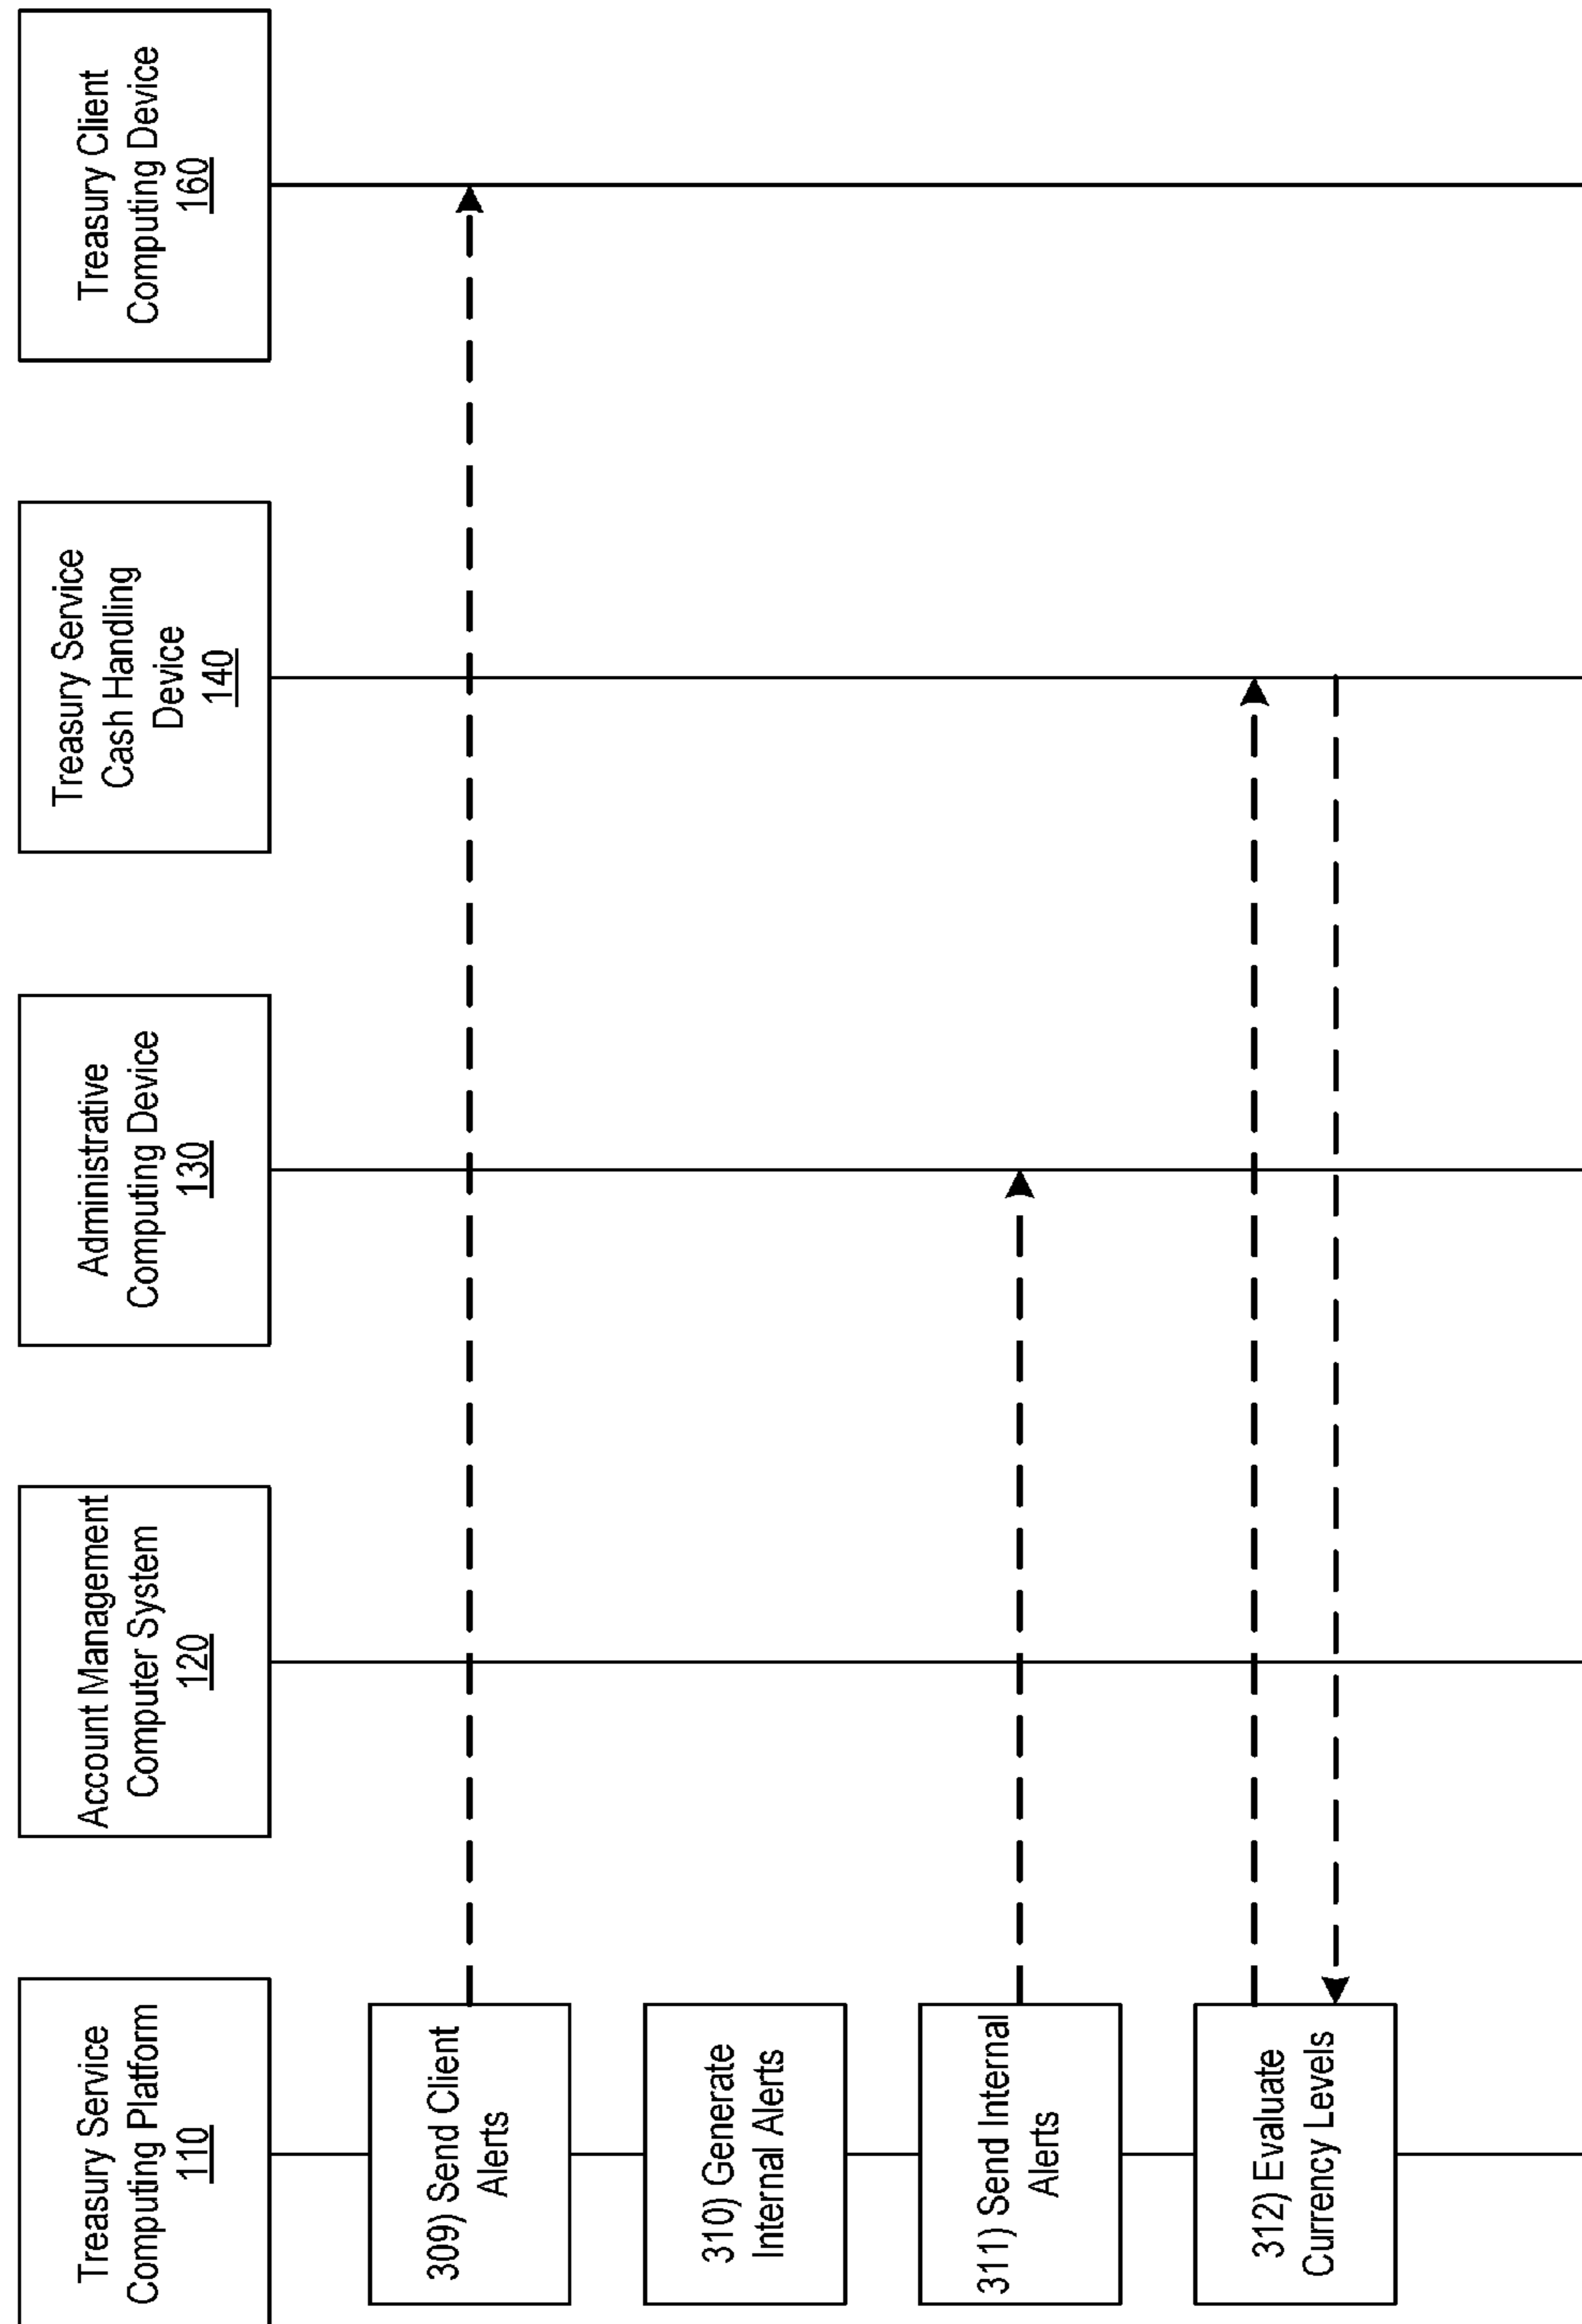 Treasury Service
Computing Platform
110
Account Management
Computer System
120
Administrative
Computing Device
130
Treasury Service
Cash Handling
Device
140
Treasury Client
Computing Device
160
309) Send Client
Alerts
310) Generate
Internal Alerts
311) Send Internal
Alerts
312) Evaluate
Currency Levels